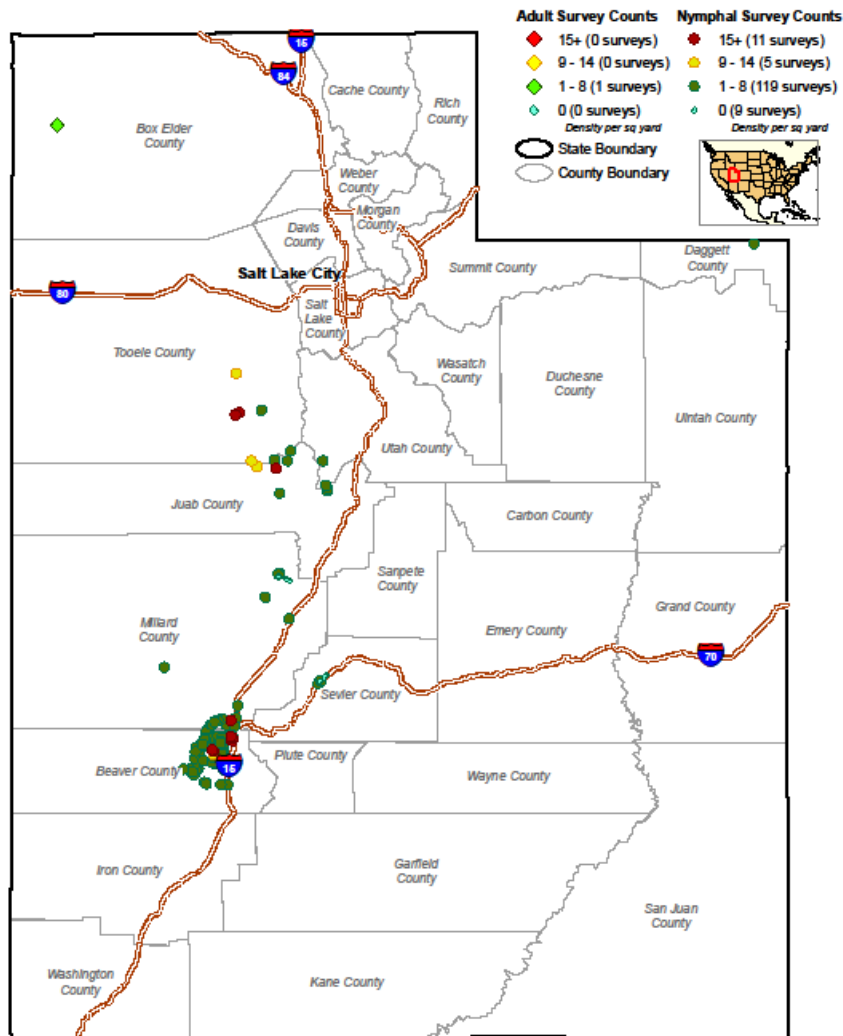 Adult Survey Counts
15+ (0 surveys)
9 - 14 (0 surveys)
1 - 8 (1 surveys)
0 (0 surveys)
Density per sq yard
Nymphal Survey Counts
15+ (11 surveys)
9 - 14 (5 surveys)
1 - 8 (119 surveys)
0 (9 surveys)
Density per sq yard
State Boundary
County Boundary
15
84
Cache County
Rich
County
Box Elder
County
Weber
County
Morgan
County
Davis
County
Salt Lake City
Summit County
Daggett
County
80
Salt
Lake
County
Tooele County
Wasatch
County
Duchesne
County
Uintah County
Utah County
Juab County
Carbon County
Sanpete
County
Grand County
Millard
County
Emery County
70
Sevier County
Piute County
Beaver County
15
Wayne County
Iron County
Garfield
County
San Juan
County
Washington
County
Kane County